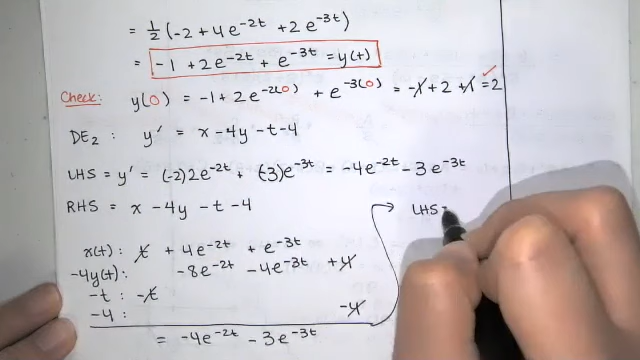 = 1/2 (-2 + 4e^-2t + 2e^-3t)
= -1 + 2e^-2t + e^-3t = y(t)
Check: y(0) = -1 + 2e^-2(0) + e^-3(0) = -1 + 2 + 1 = 2 ✓
DE₂: y' = x - 4y - t - 4
LHS = y' = (-2)2e^-2t + (-3)e^-3t = -4e^-2t - 3e^-3t
RHS = x - 4y - t - 4
LHS =
x(t): t + 4e^-2t + e^-3t
-4y(t): -8e^-2t - 4e^-3t + 4
-t: -t
-4: -4
= -4e^-2t - 3e^-3t